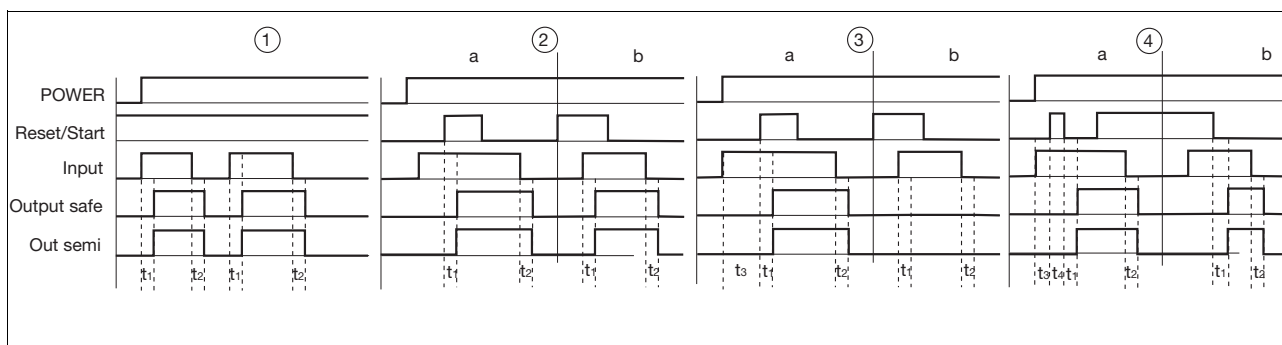 ① ② ③ ④
a b a b a b
POWER
Reset/Start
Input
Output safe
Out semi
t1 t2 t1 t2 t1 t2 t1 t2 t3 t1 t2 t1 t2 t3 t4 t1 t2 t1 t2